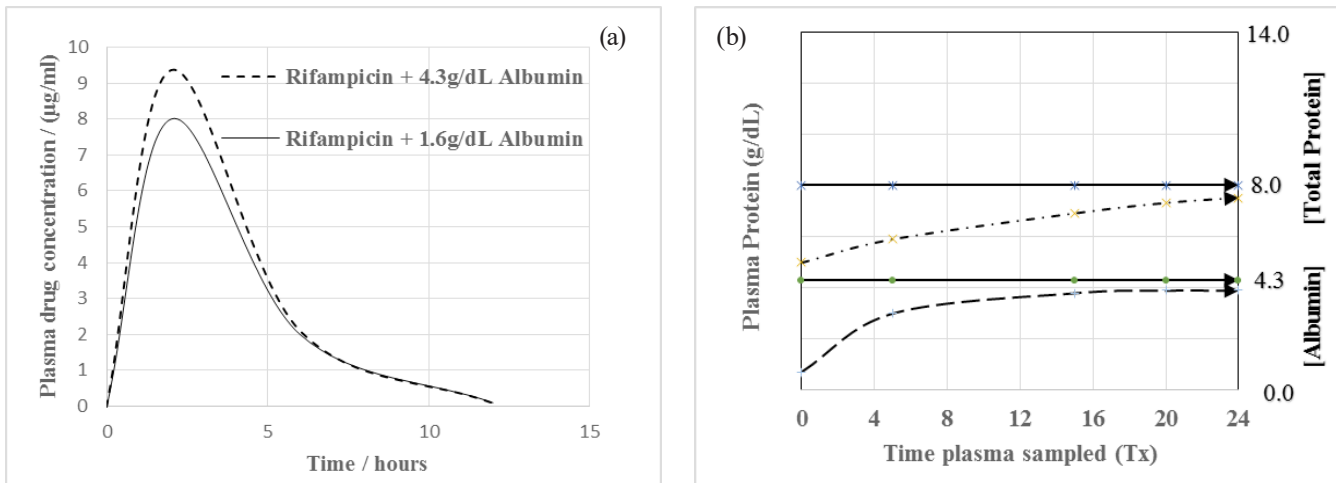 (a)
10
9
8
7
6
5
4
3
2
1
0
Plasma drug concentration / (µg/ml)
Rifampicin + 4.3g/dL Albumin
Rifampicin + 1.6g/dL Albumin
0 5 10 15
Time / hours
(b)
Plasma Protein (g/dL)
14.0
8.0
4.3
0.0
[Total Protein]
[Albumin]
0 4 8 12 16 20 24
Time plasma sampled (Tx)